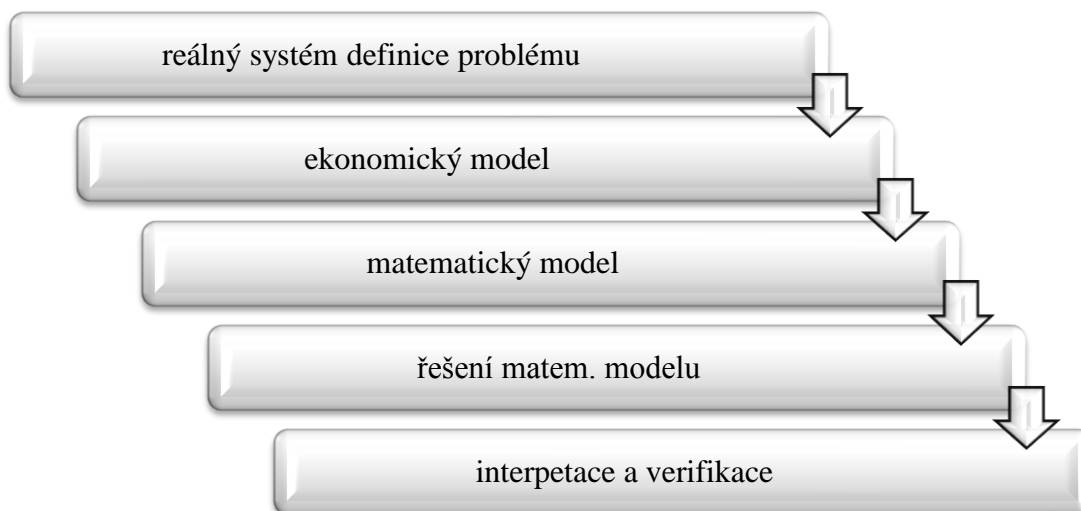 reálný systém definice problému
ekonomický model
matematický model
řešení matem. modelu
interpetace a verifikace